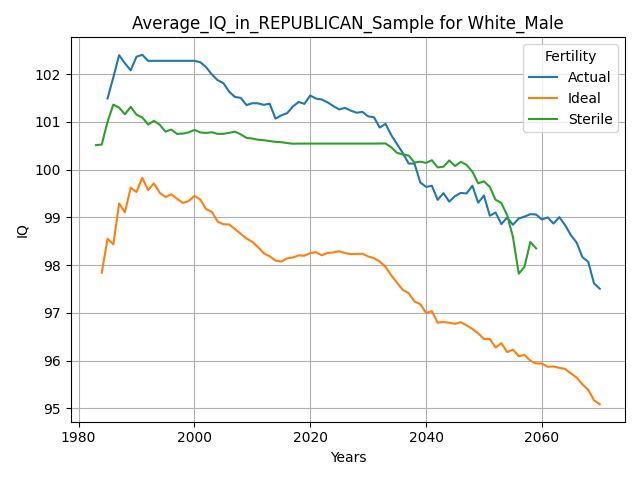 Average_IQ_in_REPUBLICAN_Sample for White_Male
Fertility
Actual
Ideal
Sterile
IQ
102
101
100
99
98
97
96
95
1980
2000
2020
2040
2060
Years